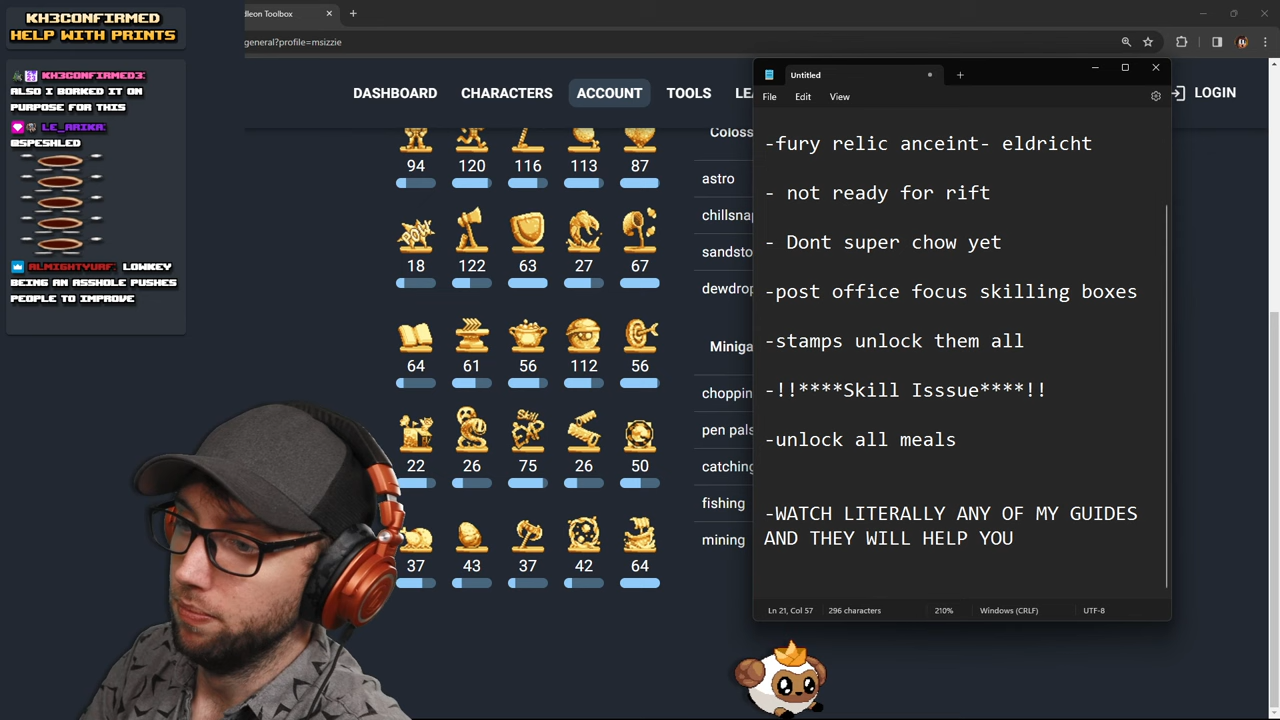 KH3CONFIRMED
HELP WITH PRINTS
KH3CONFIRMED3:
ALSO I BORKED IT ON
PURPOSE FOR THIS
LE_ARIKA:
@SPESHLED
ALMIGHTYURF: LOWKEY
BEING AN ASSHOLE PUSHES
PEOPLE TO IMPROVE
dleon Toolbox
general?profile=msizzie
DASHBOARD CHARACTERS ACCOUNT TOOLS LEA LOGIN
94 120 116 113 87
18 122 63 27 67
64 61 56 112 56
22 26 75 26 50
37 43 37 42 64
Coloss
astro
chillsnap
sandsto
dewdrop
Miniga
choppin
pen pals
catching
fishing
mining
Untitled
File Edit View
-fury relic anceint- eldricht
- not ready for rift
- Dont super chow yet
-post office focus skilling boxes
-stamps unlock them all
-!!****Skill Isssue****!!
-unlock all meals
-WATCH LITERALLY ANY OF MY GUIDES
AND THEY WILL HELP YOU
Ln 21, Col 57 296 characters 210% Windows (CRLF) UTF-8